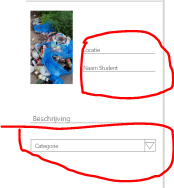 Locatie
Naam Student
Beschrijving
Categorie